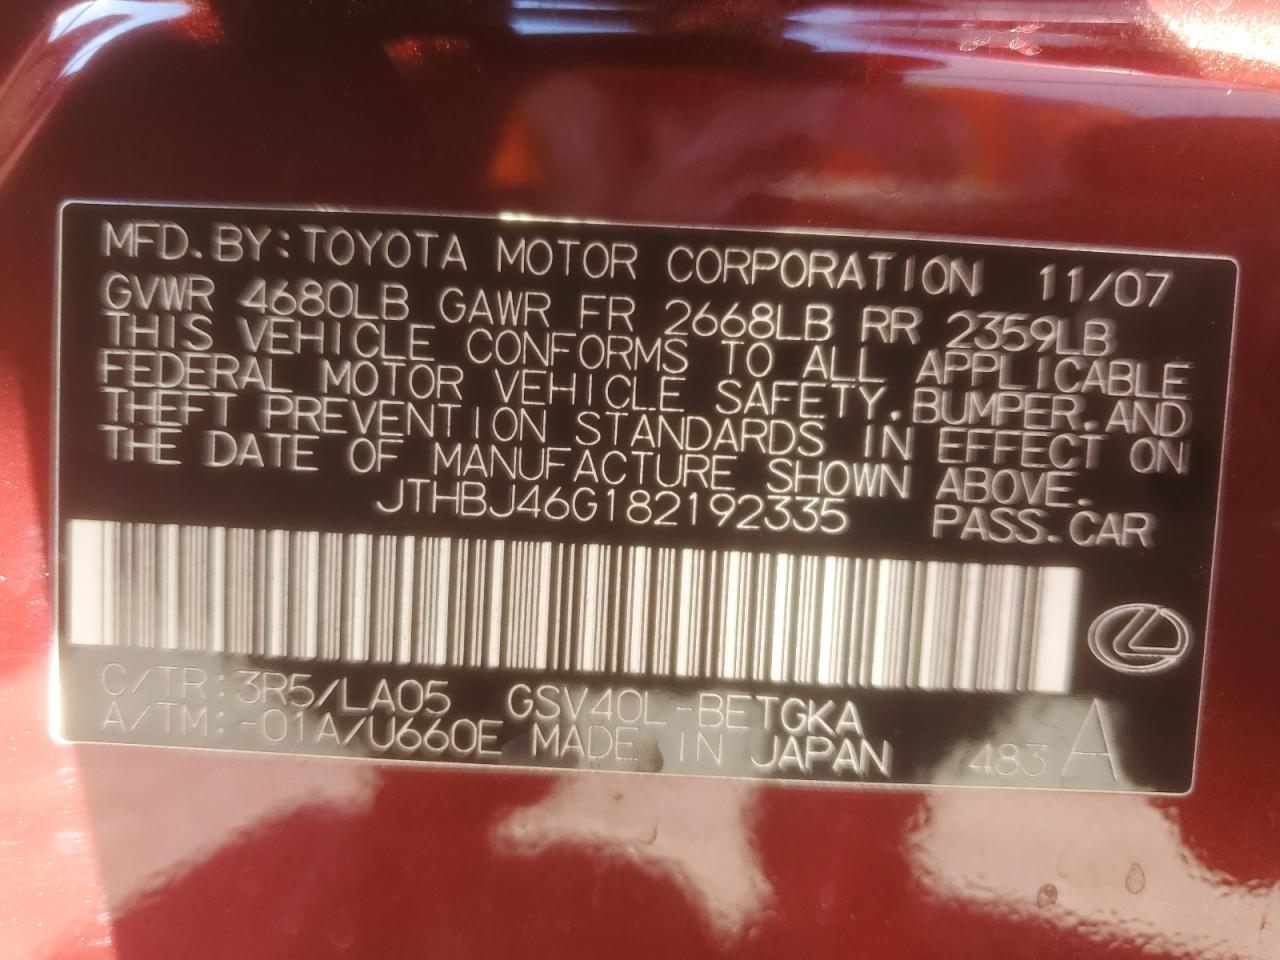 MFD.BY:TOYOTA MOTOR CORPORATION 11/07
GVWR 4680LB GAWR FR 2668LB RR 2359LB
THIS VEHICLE CONFORMS TO ALL APPLICABLE
FEDERAL MOTOR VEHICLE SAFETY.BUMPER.AND
THEFT PREVENTION STANDARDS IN EFFECT ON
THE DATE OF MANUFACTURE SHOWN ABOVE.
JTHBJ46G182192335 PASS.CAR
C/TR:3R5/LA05 GSV40L-BETGKA
A/TM:-01A/U660E MADE IN JAPAN 483 A